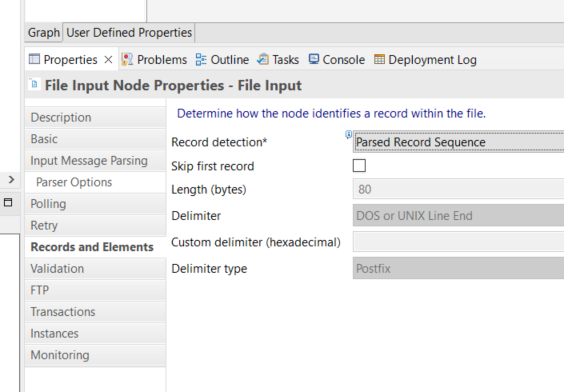 Graph User Defined Properties
Properties Problems Outline Tasks Console Deployment Log
File Input Node Properties - File Input
Description
Basic
Input Message Parsing
Parser Options
Polling
Retry
Records and Elements
Validation
FTP
Transactions
Instances
Monitoring
Determine how the node identifies a record within the file.
Record detection* Parsed Record Sequence
Skip first record
Length (bytes) 80
Delimiter DOS or UNIX Line End
Custom delimiter (hexadecimal)
Delimiter type Postfix